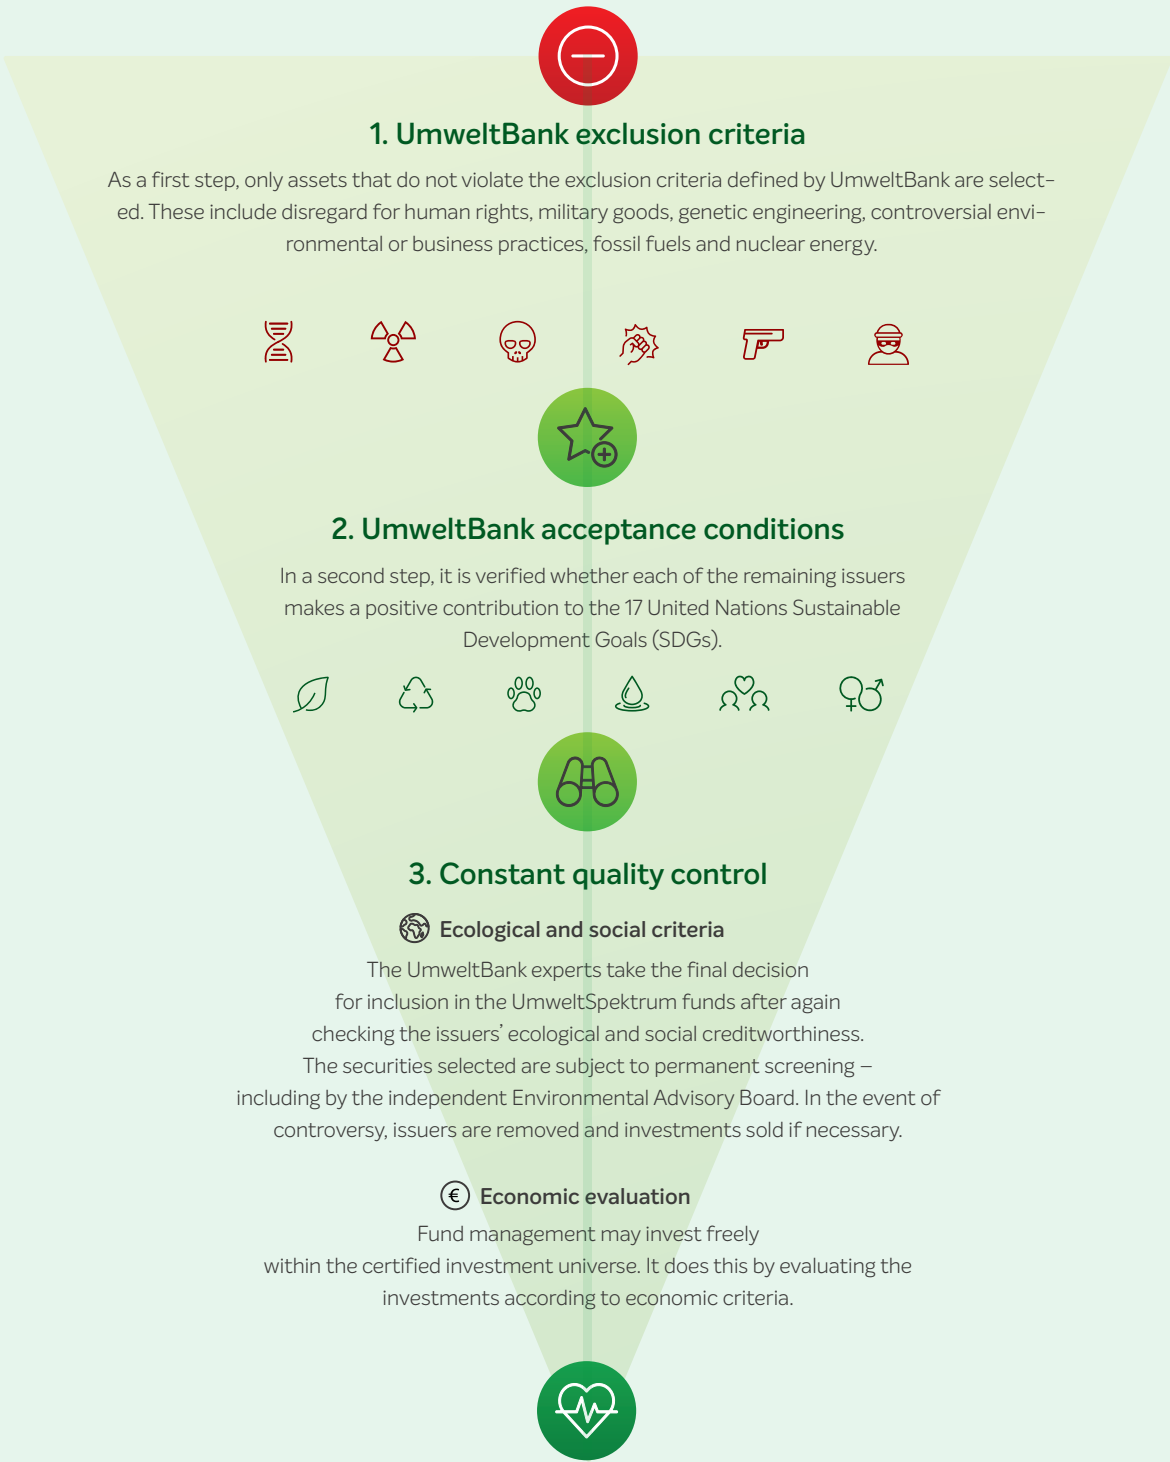 1. UmweltBank exclusion criteria
As a first step, only assets that do not violate the exclusion criteria defined by UmweltBank are select-
ed. These include disregard for human rights, military goods, genetic engineering, controversial envi-
ronmental or business practices, fossil fuels and nuclear energy.
2. UmweltBank acceptance conditions
In a second step, it is verified whether each of the remaining issuers
makes a positive contribution to the 17 United Nations Sustainable
Development Goals (SDGs).
3. Constant quality control
Ecological and social criteria
The UmweltBank experts take the final decision
for inclusion in the UmweltSpektrum funds after again
checking the issuers’ ecological and social creditworthiness.
The securities selected are subject to permanent screening –
including by the independent Environmental Advisory Board. In the event of
controversy, issuers are removed and investments sold if necessary.
€ Economic evaluation
Fund management may invest freely
within the certified investment universe. It does this by evaluating the
investments according to economic criteria.